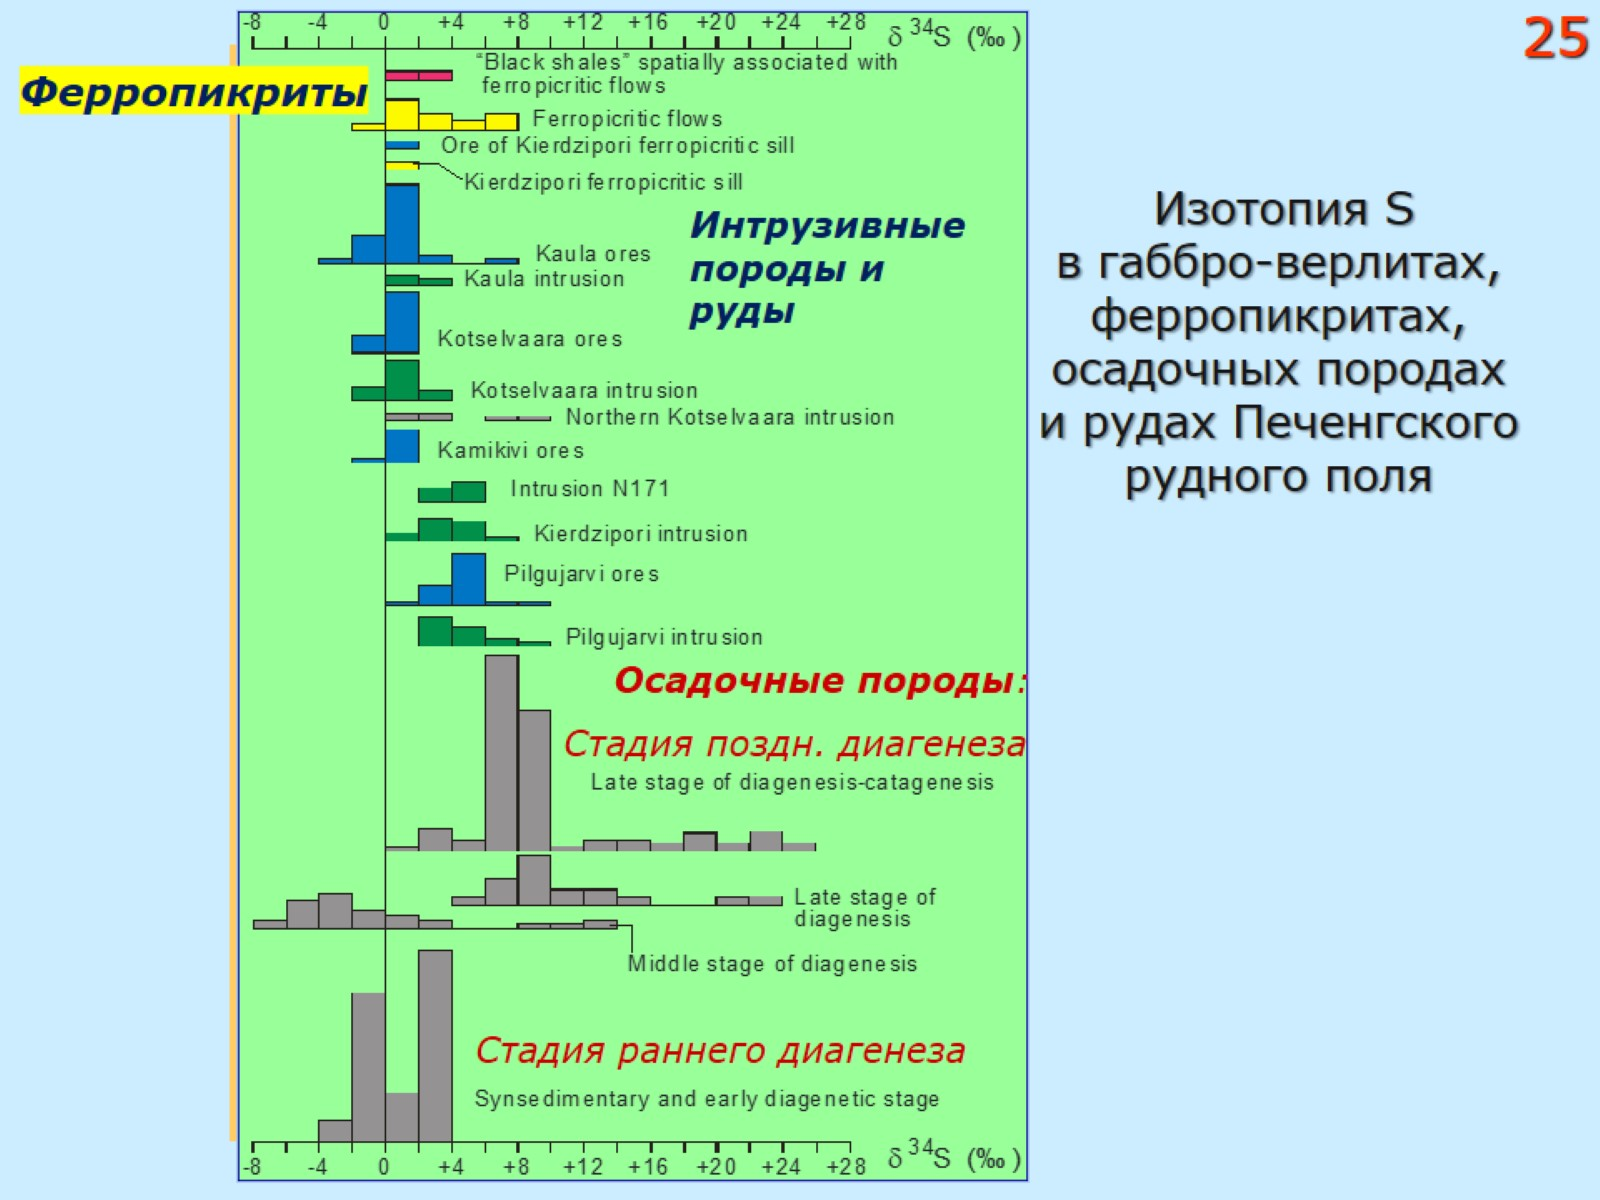 25
-8 -4 0 +4 +8 +12 +16 +20 +24 +28 δ ³⁴S (‰)
"Black shales" spatially associated with
ferropicritic flows
Ферропикриты
Ferropicritic flows
Ore of Kierdzipori ferropicritic sill
Kierdzipori ferropicritic sill
Интрузивные
породы и
руды
Kaula ores
Kaula intrusion
Kotselvaara ores
Kotselvaara intrusion
Northern Kotselvaara intrusion
Kamikivi ores
Intrusion N171
Kierdzipori intrusion
Pilgujarvi ores
Pilgujarvi intrusion
Осадочные породы:
Стадия поздн. диагенеза
Late stage of diagenesis-catagenesis
Late stage of
diagenesis
Middle stage of diagenesis
Стадия раннего диагенеза
Synsedimentary and early diagenetic stage
-8 -4 0 +4 +8 +12 +16 +20 +24 +28 δ ³⁴S (‰)
Изотопия S
в габбро-верлитах,
ферропикритах,
осадочных породах
и рудах Печенгского
рудного поля